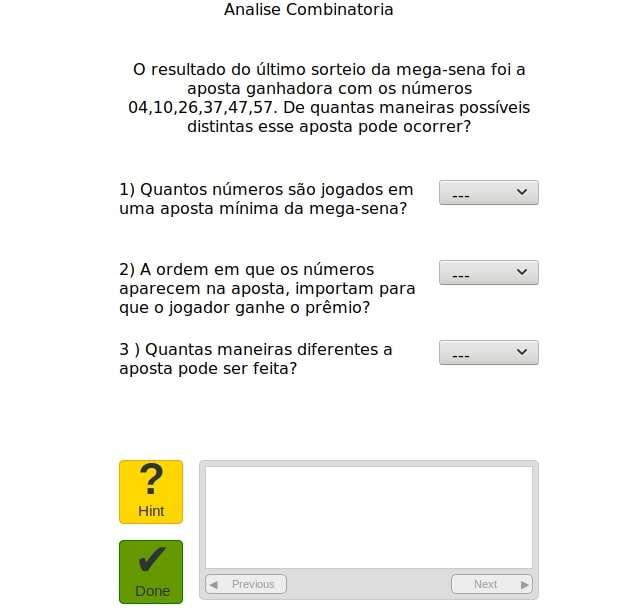 Analise Combinatoria
O resultado do último sorteio da mega-sena foi a
aposta ganhadora com os números
04,10,26,37,47,57. De quantas maneiras possíveis
distintas esse aposta pode ocorrer?
1) Quantos números são jogados em
uma aposta mínima da mega-sena?
---
2) A ordem em que os números
aparecem na aposta, importam para
que o jogador ganhe o prêmio?
---
3 ) Quantas maneiras diferentes a
aposta pode ser feita?
---
?
Hint
Done
Previous
Next